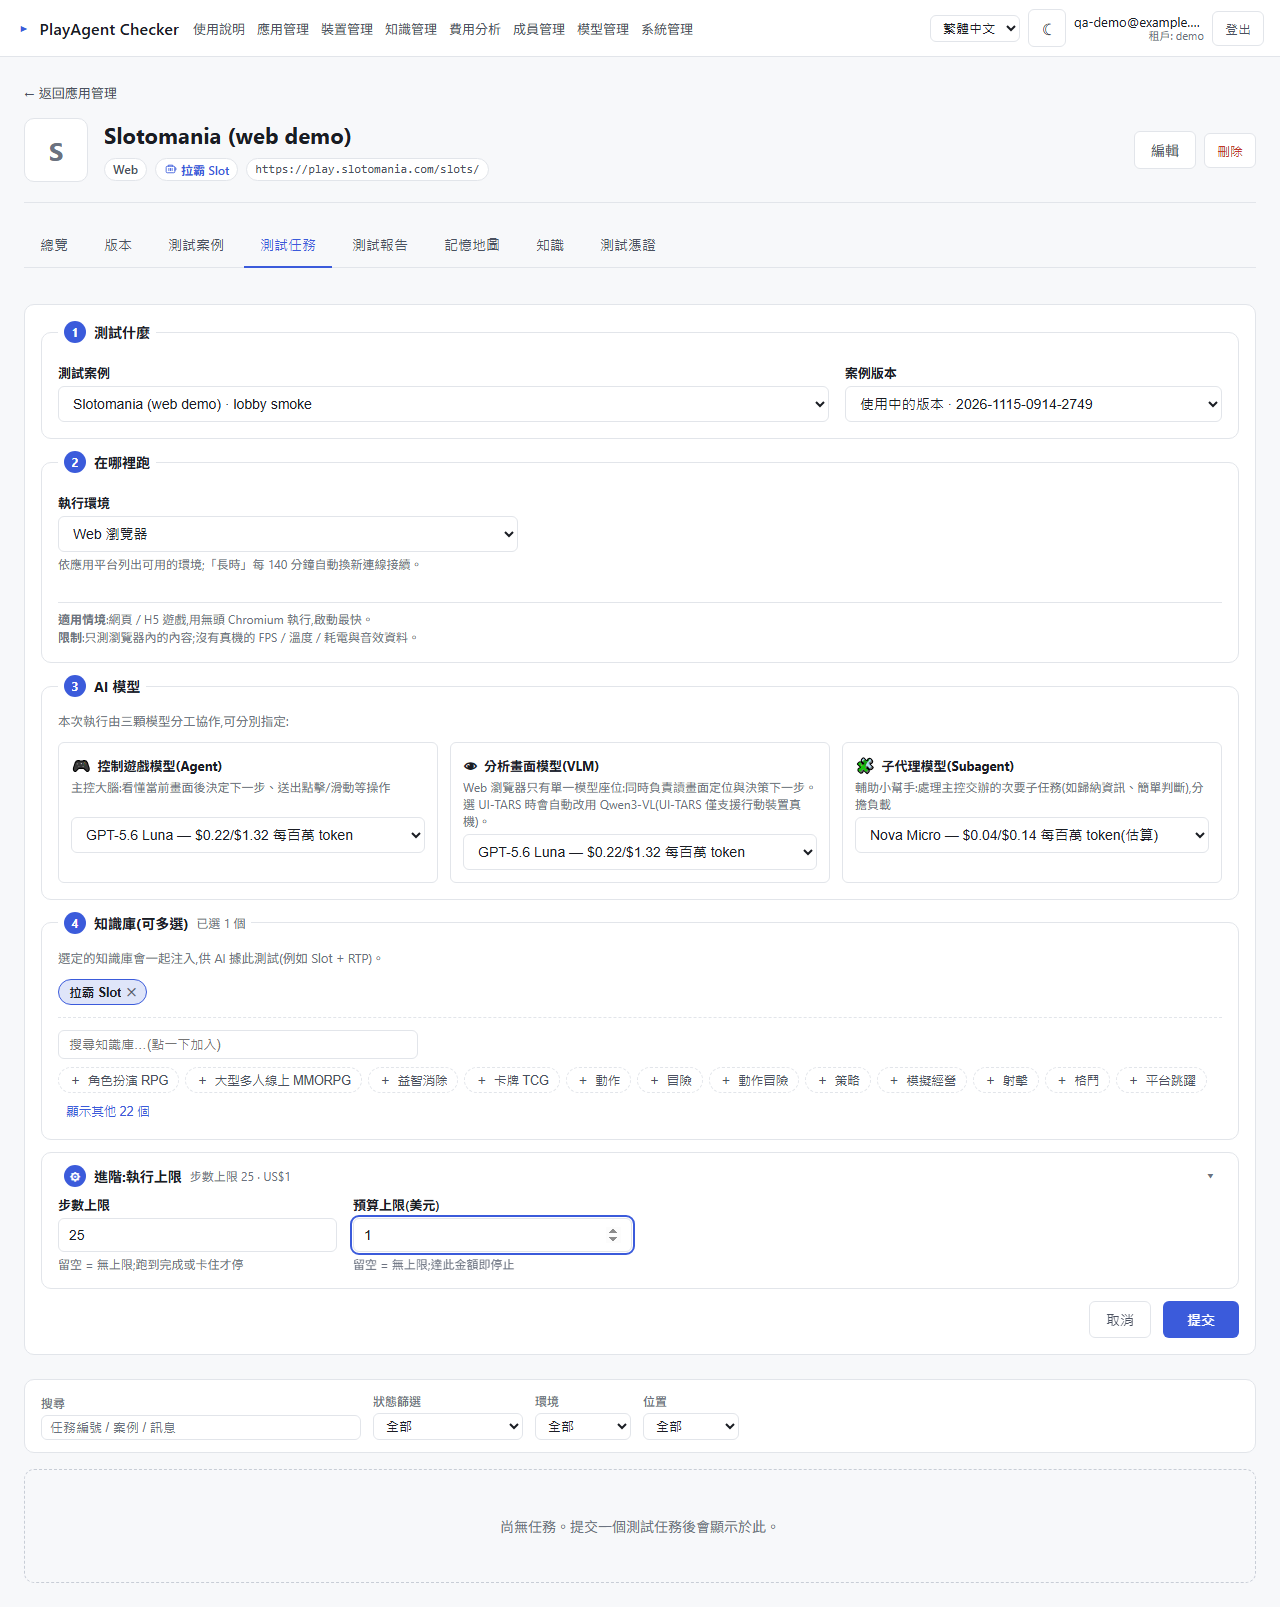 PlayAgent Checker 使用說明 應用管理 裝置管理 知識管理 費用分析 成員管理 模型管理 系統管理 繁體中文 qa-demo@example.... 登出
租戶: demo
← 返回應用管理
S
Slotomania (web demo)
Web 拉霸 Slot https://play.slotomania.com/slots/
編輯 刪除
總覽 版本 測試案例 測試任務 測試報告 記憶地圖 知識 測試憑證
1 測試什麼
測試案例 案例版本
Slotomania (web demo) · lobby smoke 使用中的版本 · 2026-1115-0914-2749
2 在哪裡跑
執行環境
Web 瀏覽器
依應用平台列出可用的環境;「長時」每 140 分鐘自動換新連線接續。
適用情境:網頁 / H5 遊戲,用無頭 Chromium 執行,啟動最快。
限制:只測瀏覽器內的內容;沒有真機的 FPS / 溫度 / 耗電與音效資料。
3 AI 模型
本次執行由三顆模型分工協作,可分別指定:
控制遊戲模型(Agent)
主控大腦:看懂當前畫面後決定下一步、送出點擊/滑動等操作
GPT-5.6 Luna — $0.22/$1.32 每百萬 token
分析畫面模型(VLM)
Web 瀏覽器只有單一模型座位:同時負責讀畫面定位與決策下一步。
選 UI-TARS 時會自動改用 Qwen3-VL(UI-TARS 僅支援行動裝置真
機)。
GPT-5.6 Luna — $0.22/$1.32 每百萬 token
子代理模型(Subagent)
輔助小幫手:處理主控交辦的次要子任務(如歸納資訊、簡單判斷),分
擔負載
Nova Micro — $0.04/$0.14 每百萬 token(估算)
4 知識庫(可多選) 已選 1 個
選定的知識庫會一起注入,供 AI 據此測試(例如 Slot + RTP)。
拉霸 Slot ✕
搜尋知識庫…(點一下加入)
+ 角色扮演 RPG + 大型多人線上 MMORPG + 益智消除 + 卡牌 TCG + 動作 + 冒險 + 動作冒險 + 策略 + 模擬經營 + 射擊 + 格鬥 + 平台跳躍
顯示其他 22 個
進階:執行上限 步數上限 25 · US$1
步數上限 預算上限(美元)
25 1
留空 = 無上限;跑到完成或卡住才停 留空 = 無上限;達此金額即停止
取消 提交
搜尋 狀態篩選 環境 位置
任務編號 / 案例 / 訊息 全部 全部 全部
尚無任務。提交一個測試任務後會顯示於此。